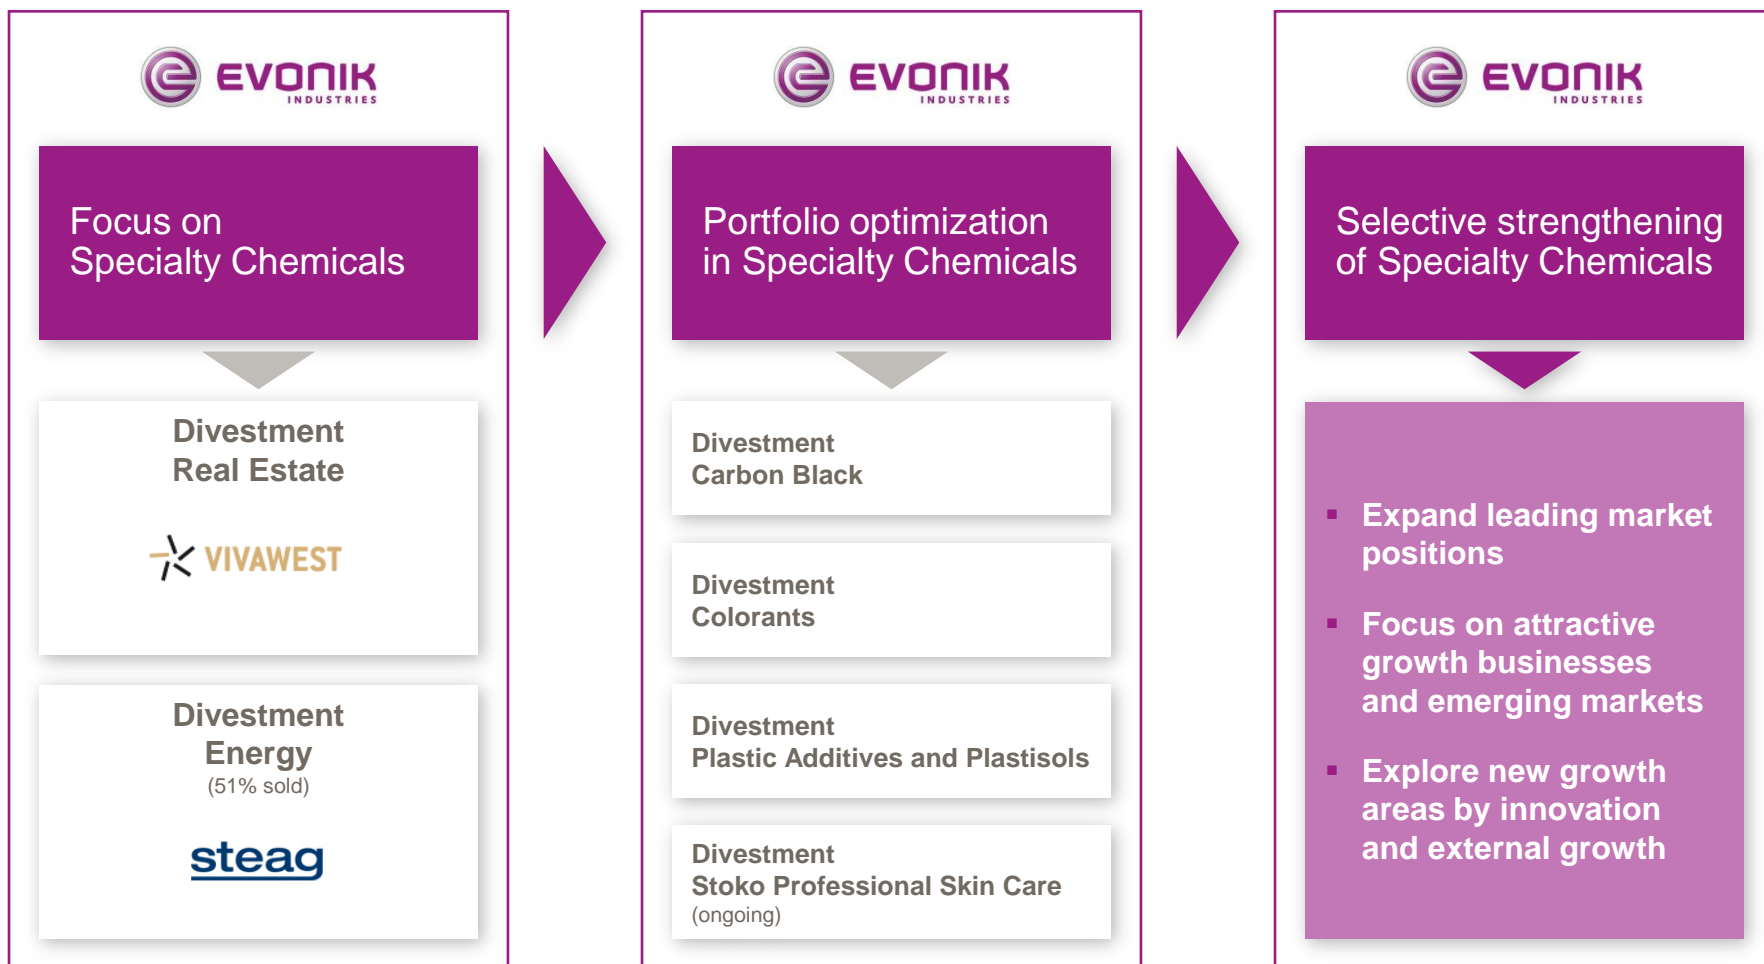 EVONIK
INDUSTRIES
Focus on
Specialty Chemicals
Divestment
Real Estate
VIVAWEST
Divestment
Energy
(51% sold)
steag
EVONIK
INDUSTRIES
Portfolio optimization
in Specialty Chemicals
Divestment
Carbon Black
Divestment
Colorants
Divestment
Plastic Additives and Plastisols
Divestment
Stoko Professional Skin Care
(ongoing)
EVONIK
INDUSTRIES
Selective strengthening
of Specialty Chemicals
▪ Expand leading market
positions
▪ Focus on attractive
growth businesses
and emerging markets
▪ Explore new growth
areas by innovation
and external growth